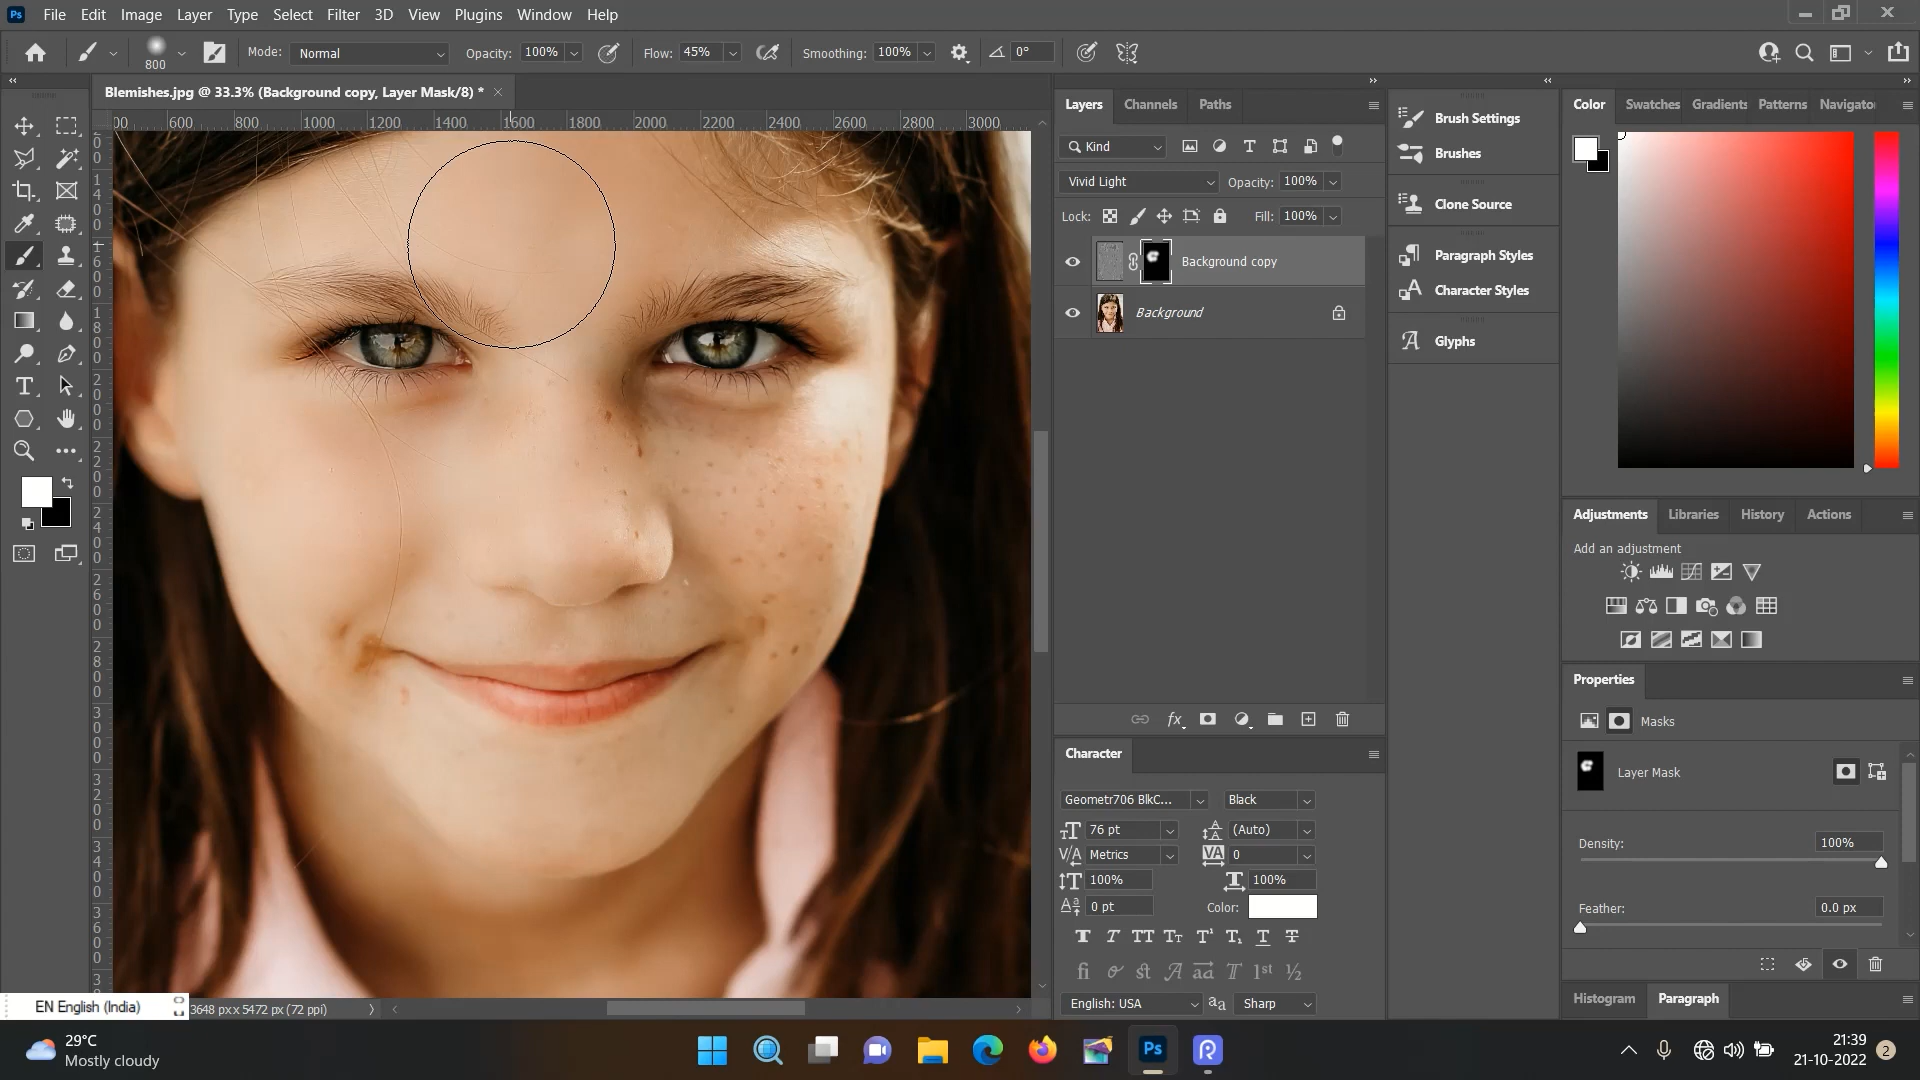 Ps File Edit Image Layer Type Select Filter 3D View Plugins Window Help
800 Mode: Normal Opacity: 100% Flow: 45% Smoothing: 100% 0°
Blemishes.jpg @ 33.3% (Background copy, Layer Mask/8) * ×
00 600 800 1000 1200 1400 1600 1800 2000 2200 2400 2600 2800 3000
Layers Channels Paths
Kind
Vivid Light Opacity: 100%
Lock: Fill: 100%
Background copy
Background
fx
Character
Geometr706 BlkC... Black
76 pt (Auto)
Metrics 0
100% 100%
0 pt Color:
English: USA Sharp
Brush Settings
Brushes
Clone Source
Paragraph Styles
Character Styles
Glyphs
Color Swatches Gradients Patterns Navigato
Adjustments Libraries History Actions
Add an adjustment
Properties
Masks
Layer Mask
Density: 100%
Feather: 0.0 px
Histogram Paragraph
EN English (India) 3648 px x 5472 px (72 ppi)
29°C
Mostly cloudy
Ps
21:39
21-10-2022
2